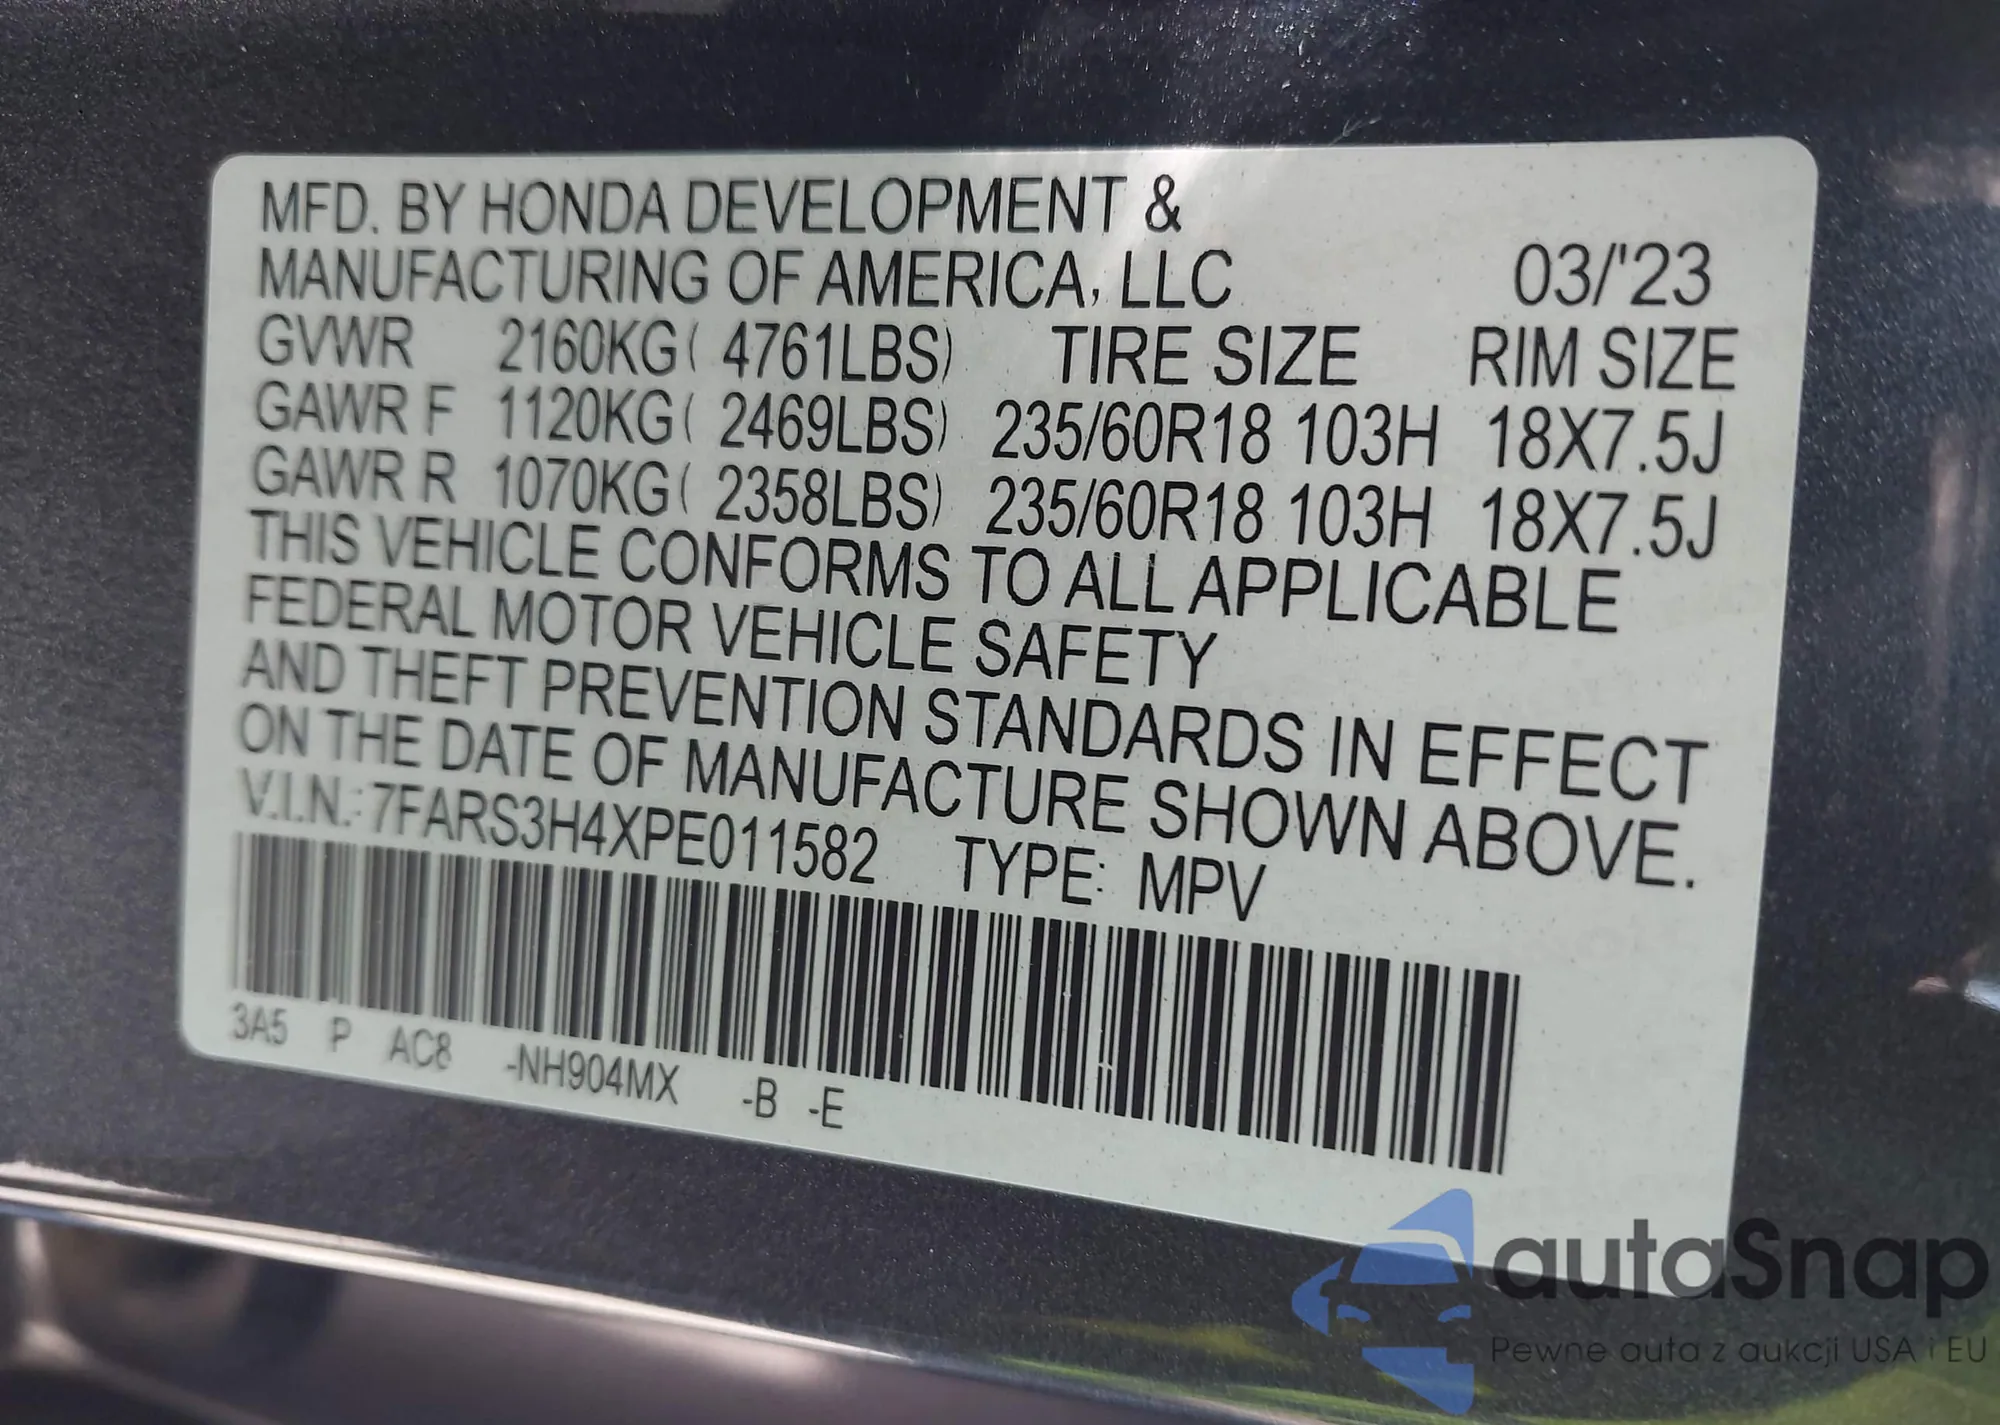 MFD. BY HONDA DEVELOPMENT &
MANUFACTURING OF AMERICA, LLC 03/'23
GVWR 2160KG( 4761LBS) TIRE SIZE RIM SIZE
GAWR F 1120KG( 2469LBS) 235/60R18 103H 18X7.5J
GAWR R 1070KG( 2358LBS) 235/60R18 103H 18X7.5J
THIS VEHICLE CONFORMS TO ALL APPLICABLE
FEDERAL MOTOR VEHICLE SAFETY
AND THEFT PREVENTION STANDARDS IN EFFECT
ON THE DATE OF MANUFACTURE SHOWN ABOVE.
V.I.N.: 7FARS3H4XPE011582 TYPE: MPV
3A5 P AC8 -NH904MX -B -E
autaSnap
Pewne auta z aukcji USA i EU